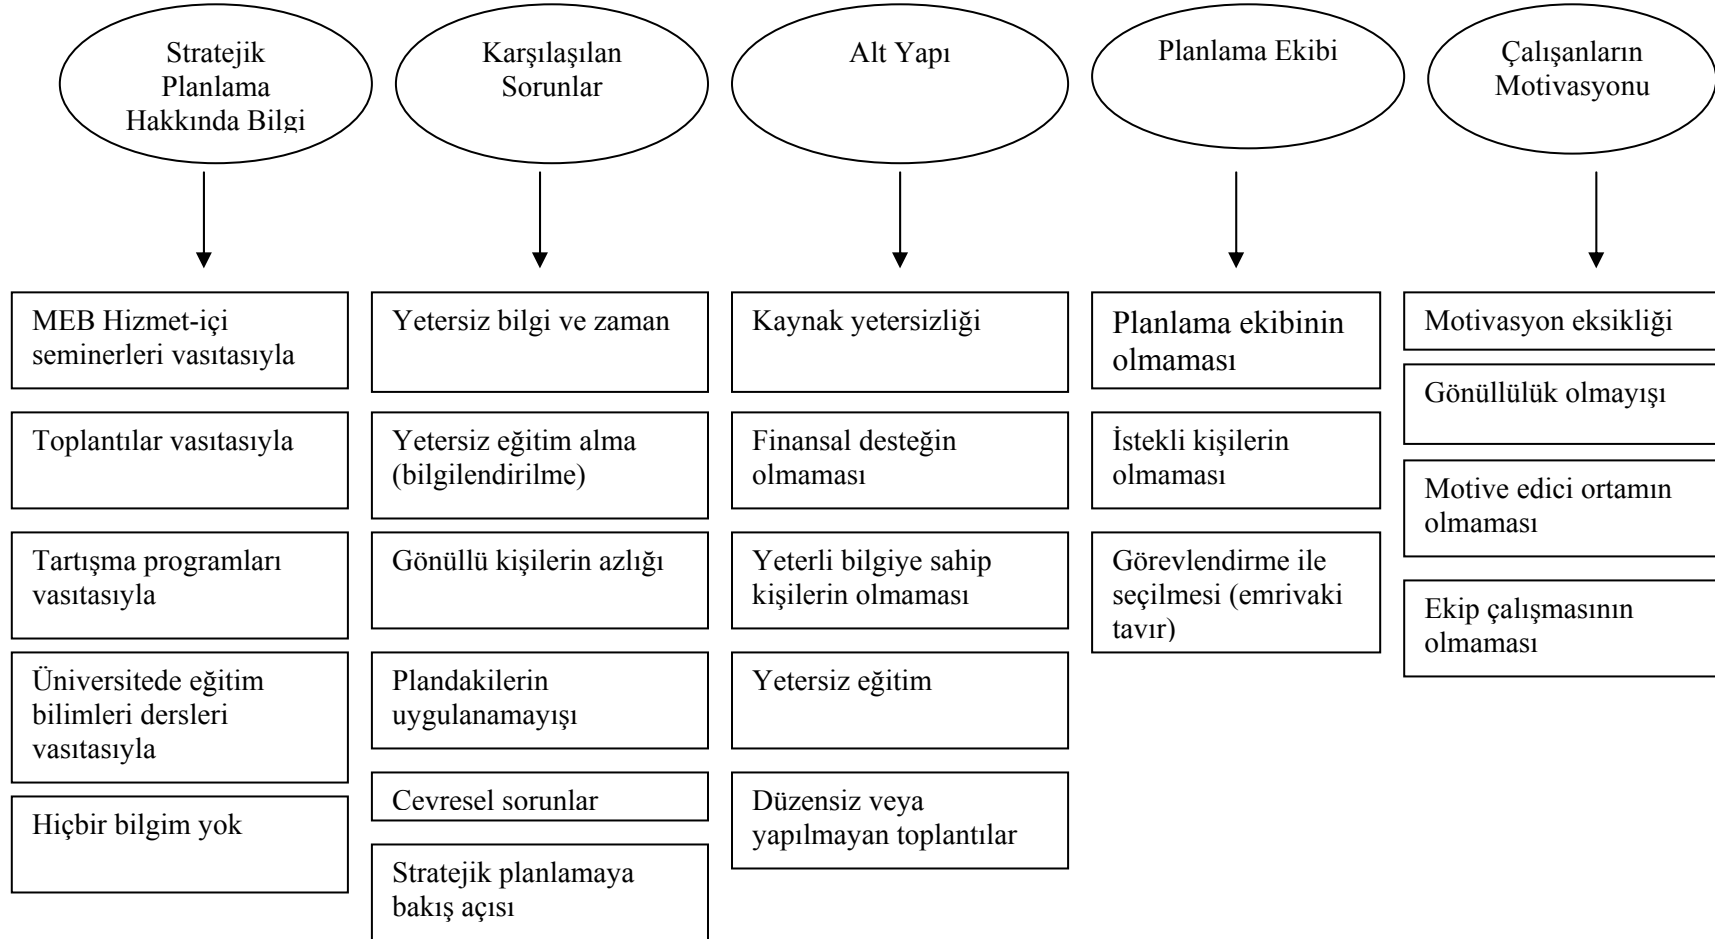 Stratejik
Planlama
Hakkında Bilgi
Karşılaşılan
Sorunlar
Alt Yapı
Planlama Ekibi
Çalışanların
Motivasyonu
MEB Hizmet-içi
seminerleri vasıtasıyla
Toplantılar vasıtasıyla
Tartışma programları
vasıtasıyla
Üniversitede eğitim
bilimleri dersleri
vasıtasıyla
Hiçbir bilgim yok
Yetersiz bilgi ve zaman
Yetersiz eğitim alma
(bilgilendirilme)
Gönüllü kişilerin azlığı
Plandakilerin
uygulanamayışı
Çevresel sorunlar
Stratejik planlamaya
bakış açısı
Kaynak yetersizliği
Finansal desteğin
olmaması
Yeterli bilgiye sahip
kişilerin olmaması
Yetersiz eğitim
Düzensiz veya
yapılmayan toplantılar
Planlama ekibinin
olmaması
İstekli kişilerin
olmaması
Görevlendirme ile
seçilmesi (emrivaki
tavır)
Motivasyon eksikliği
Gönüllülük olmayışı
Motive edici ortamın
olmaması
Ekip çalışmasının
olmaması